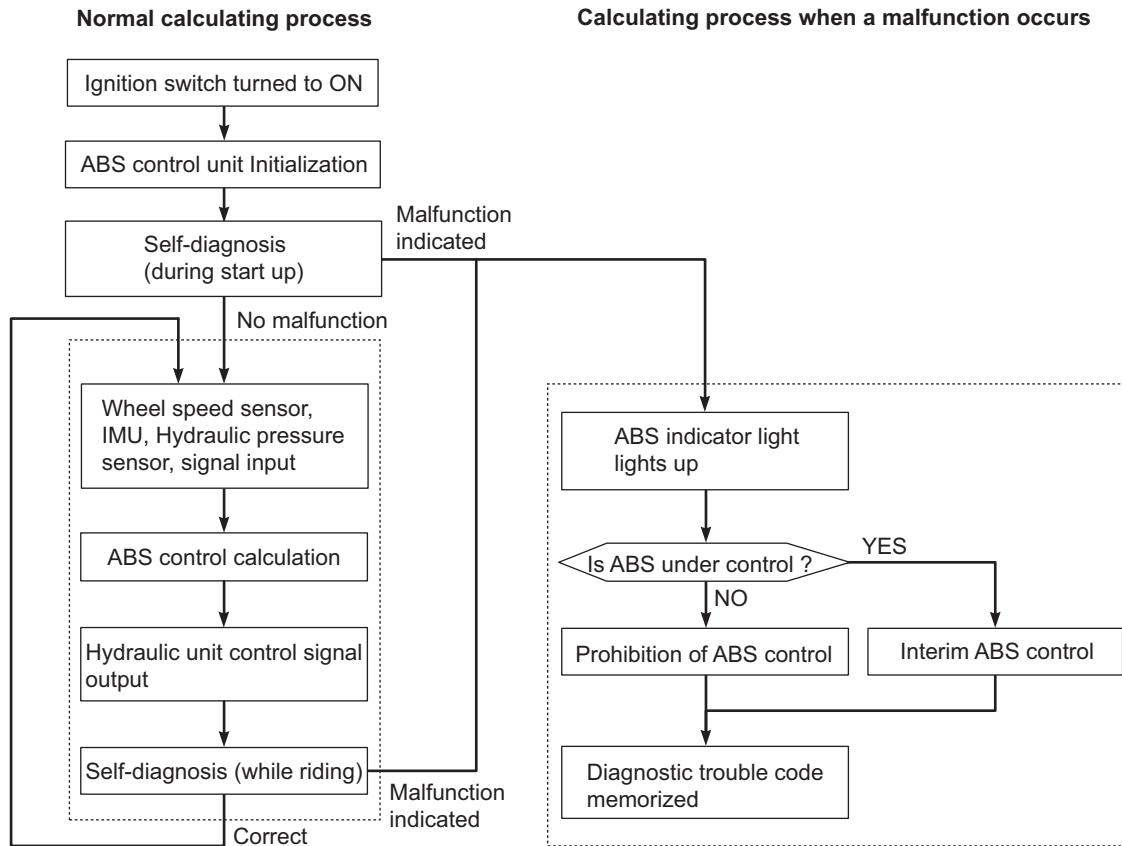 Normal calculating process
Calculating process when a malfunction occurs
Ignition switch turned to ON
ABS control unit Initialization
Self-diagnosis
(during start up)
Malfunction
indicated
No malfunction
Wheel speed sensor,
IMU, Hydraulic pressure
sensor, signal input
ABS control calculation
Hydraulic unit control signal
output
Self-diagnosis (while riding)
Malfunction
indicated
Correct
ABS indicator light
lights up
Is ABS under control ?
YES
NO
Prohibition of ABS control
Interim ABS control
Diagnostic trouble code
memorized